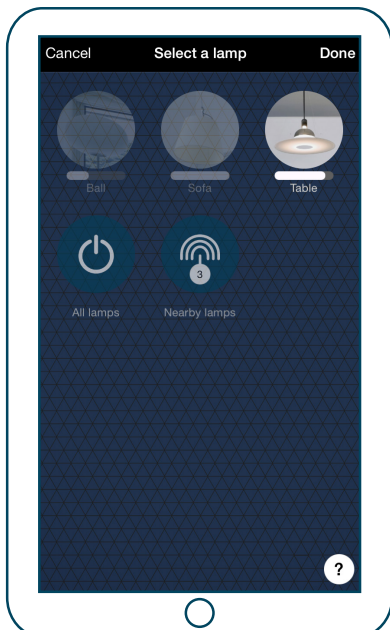 Cancel Select a lamp Done
Ball Sofa Table
3
All lamps Nearby lamps
?